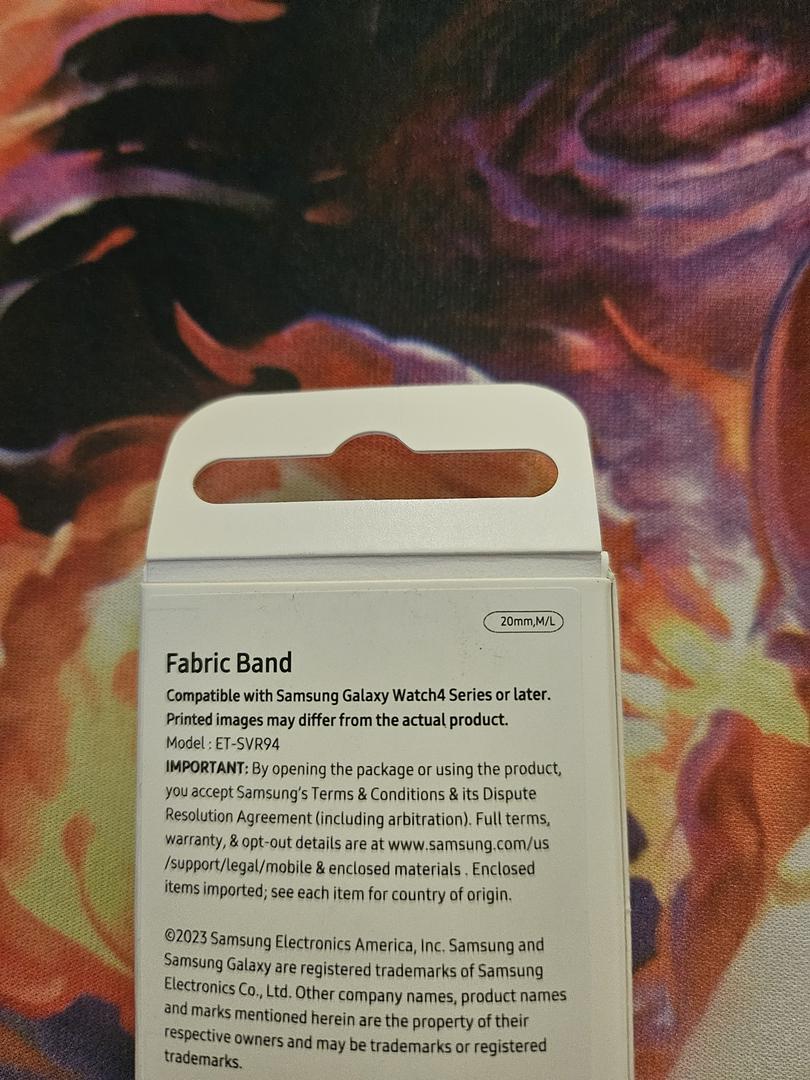 20mm,M/L
Fabric Band
Compatible with Samsung Galaxy Watch4 Series or later.
Printed images may differ from the actual product.
Model : ET-SVR94
IMPORTANT: By opening the package or using the product,
you accept Samsung's Terms & Conditions & its Dispute
Resolution Agreement (including arbitration). Full terms,
warranty, & opt-out details are at www.samsung.com/us
/support/legal/mobile & enclosed materials . Enclosed
items imported; see each item for country of origin.
©2023 Samsung Electronics America, Inc. Samsung and
Samsung Galaxy are registered trademarks of Samsung
Electronics Co., Ltd. Other company names, product names
and marks mentioned herein are the property of their
respective owners and may be trademarks or registered
trademarks.